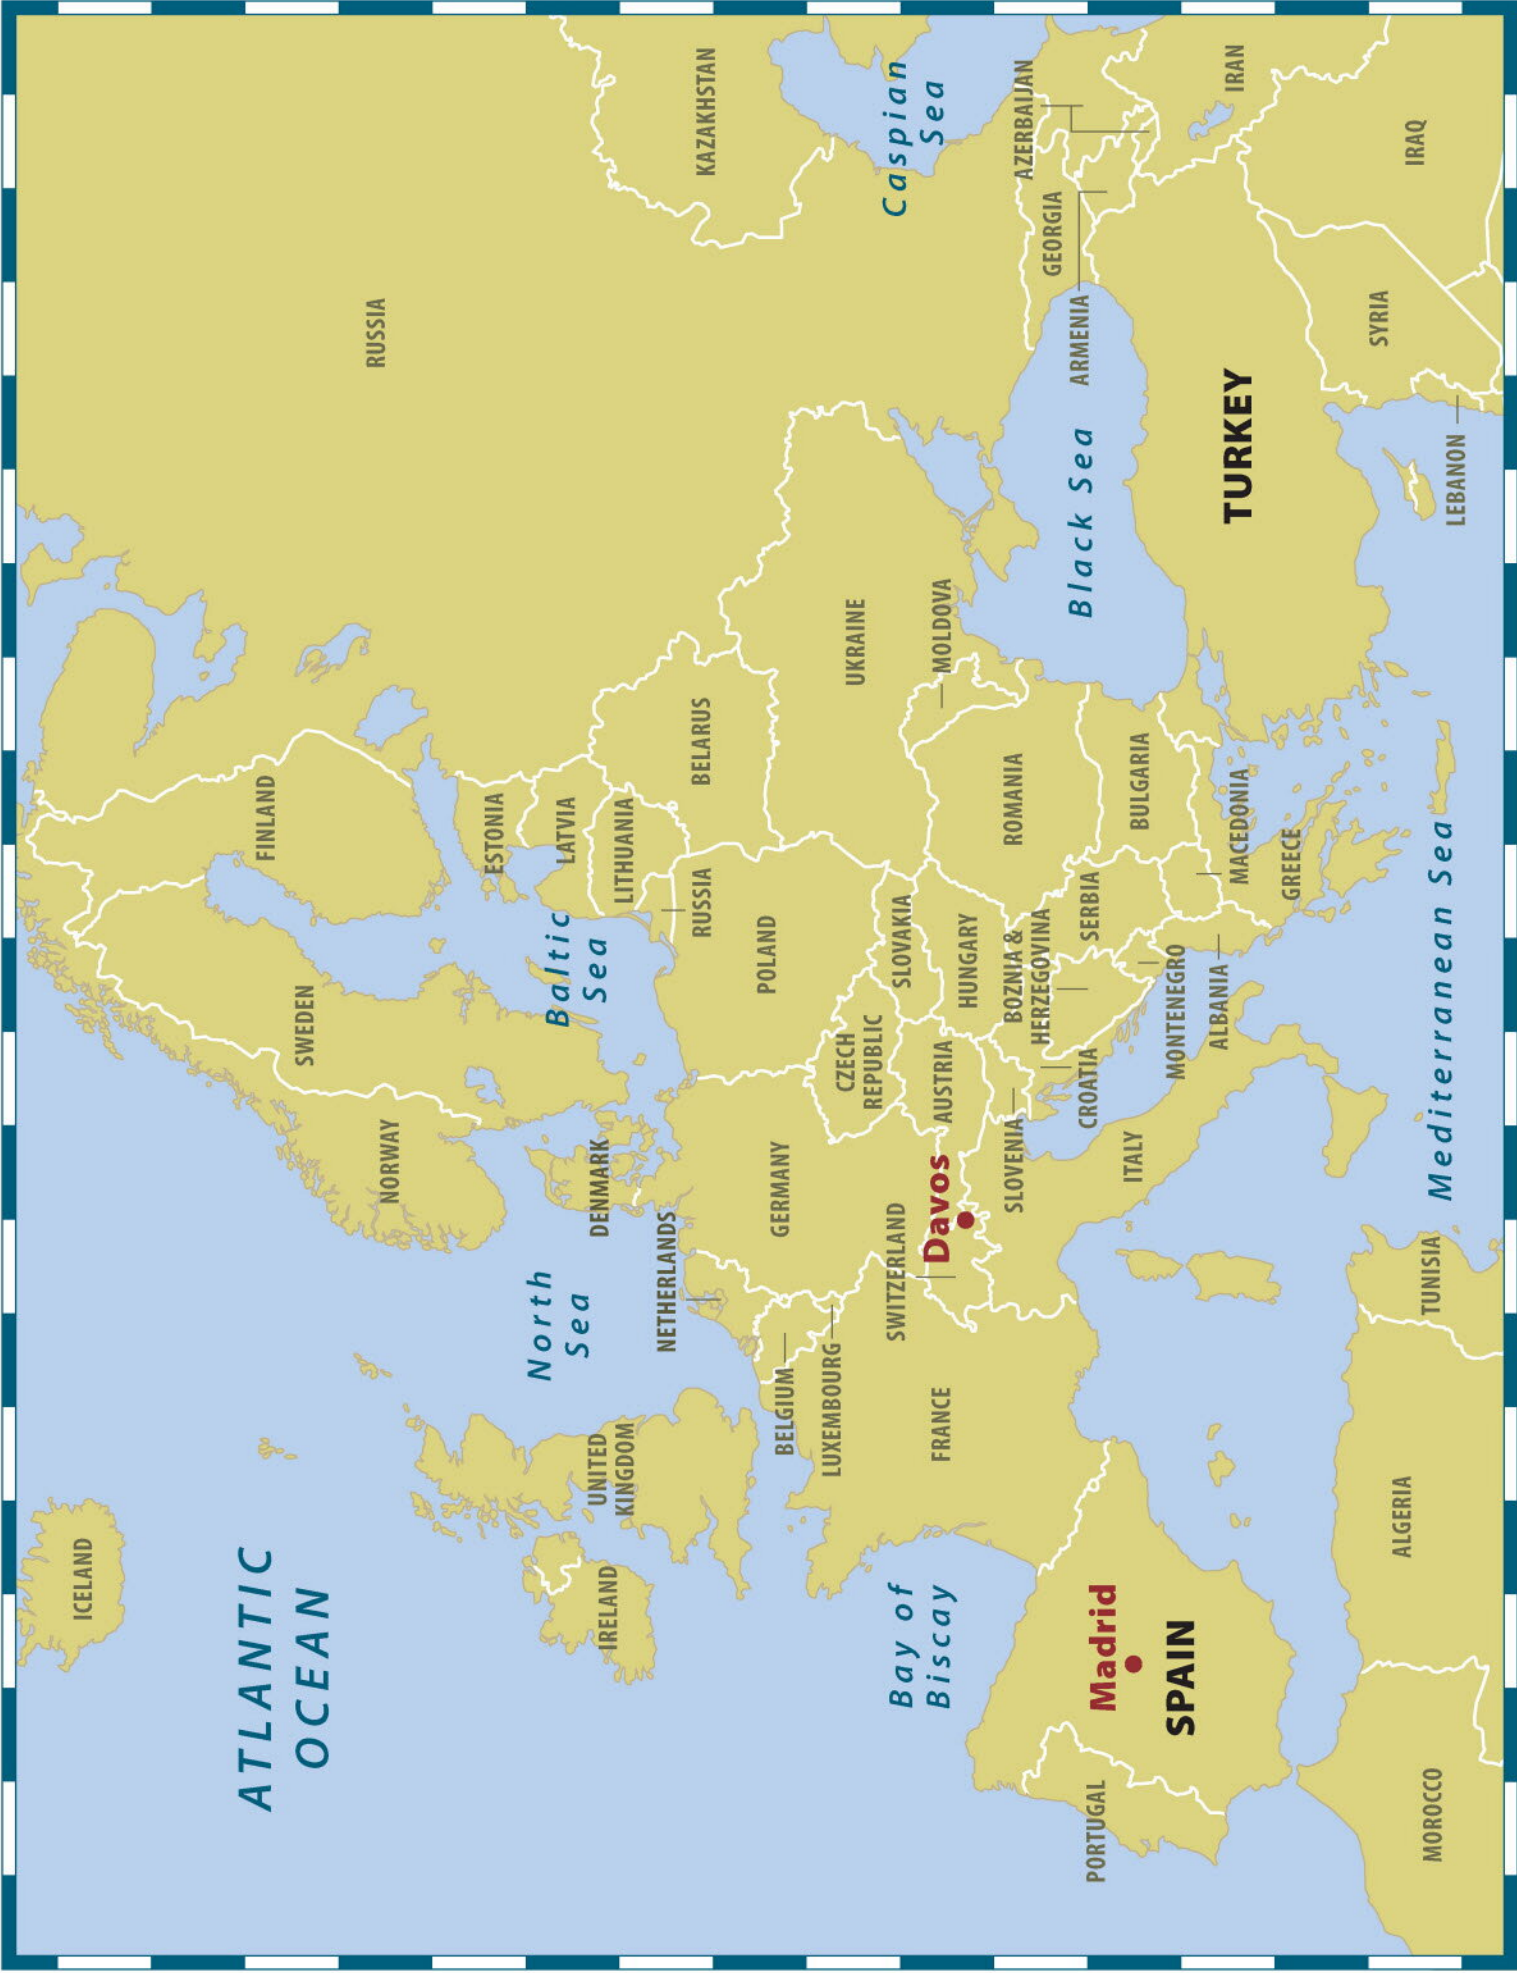 ICELAND
ATLANTIC
OCEAN
NORWAY
SWEDEN
FINLAND
RUSSIA
North
Sea
Baltic
Sea
DENMARK
ESTONIA
LATVIA
LITHUANIA
RUSSIA
BELARUS
KAZAKHSTAN
UNITED
KINGDOM
IRELAND
NETHERLANDS
BELGIUM
LUXEMBOURG
GERMANY
POLAND
CZECH
REPUBLIC
SLOVAKIA
UKRAINE
MOLDOVA
FRANCE
SWITZERLAND
Davos
AUSTRIA
HUNGARY
ROMANIA
SLOVENIA
CROATIA
BOZNIA &
HERZEGOVINA
SERBIA
BULGARIA
MONTENEGRO
ALBANIA
MACEDONIA
GREECE
ITALY
Bay of
Biscay
Madrid
SPAIN
PORTUGAL
Black Sea
Caspian
Sea
GEORGIA
AZERBAIJAN
ARMENIA
TURKEY
IRAN
IRAQ
SYRIA
LEBANON
Mediterranean Sea
MOROCCO
ALGERIA
TUNISIA